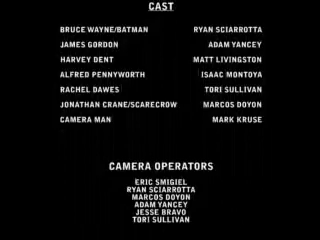 CAST
BRUCE WAYNE/BATMAN RYAN SCIARROTTA
JAMES GORDON ADAM YANCEY
HARVEY DENT MATT LIVINGSTON
ALFRED PENNYWORTH ISAAC MONTOYA
RACHEL DAWES TORI SULLIVAN
JONATHAN CRANE/SCARECROW MARCOS DOYON
CAMERA MAN MARK KRUSE
CAMERA OPERATORS
ERIC SMIGIEL
RYAN SCIARROTTA
MARCOS DOYON
ADAM YANCEY
JESSE BRAVO
TORI SULLIVAN